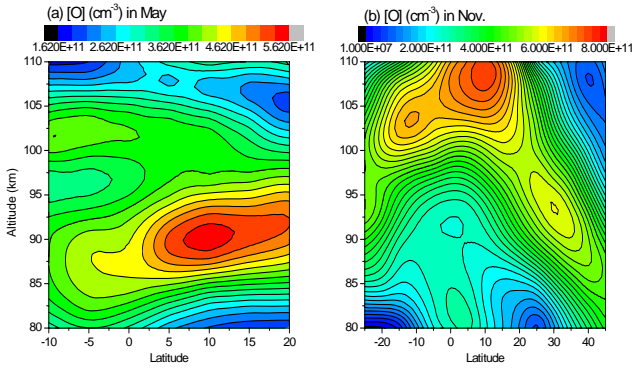 (a) [O] (cm-3) in May
1.620E+11 2.620E+11 3.620E+11 4.620E+11 5.620E+11
110
105
100
95
90
85
80
Altitude (km)
-10 -5 0 5 10 15 20
Latitude
(b) [O] (cm-3) in Nov.
1.000E+07 2.000E+11 4.000E+11 6.000E+11 8.000E+11
110
105
100
95
90
85
80
-20 -10 0 10 20 30 40
Latitude